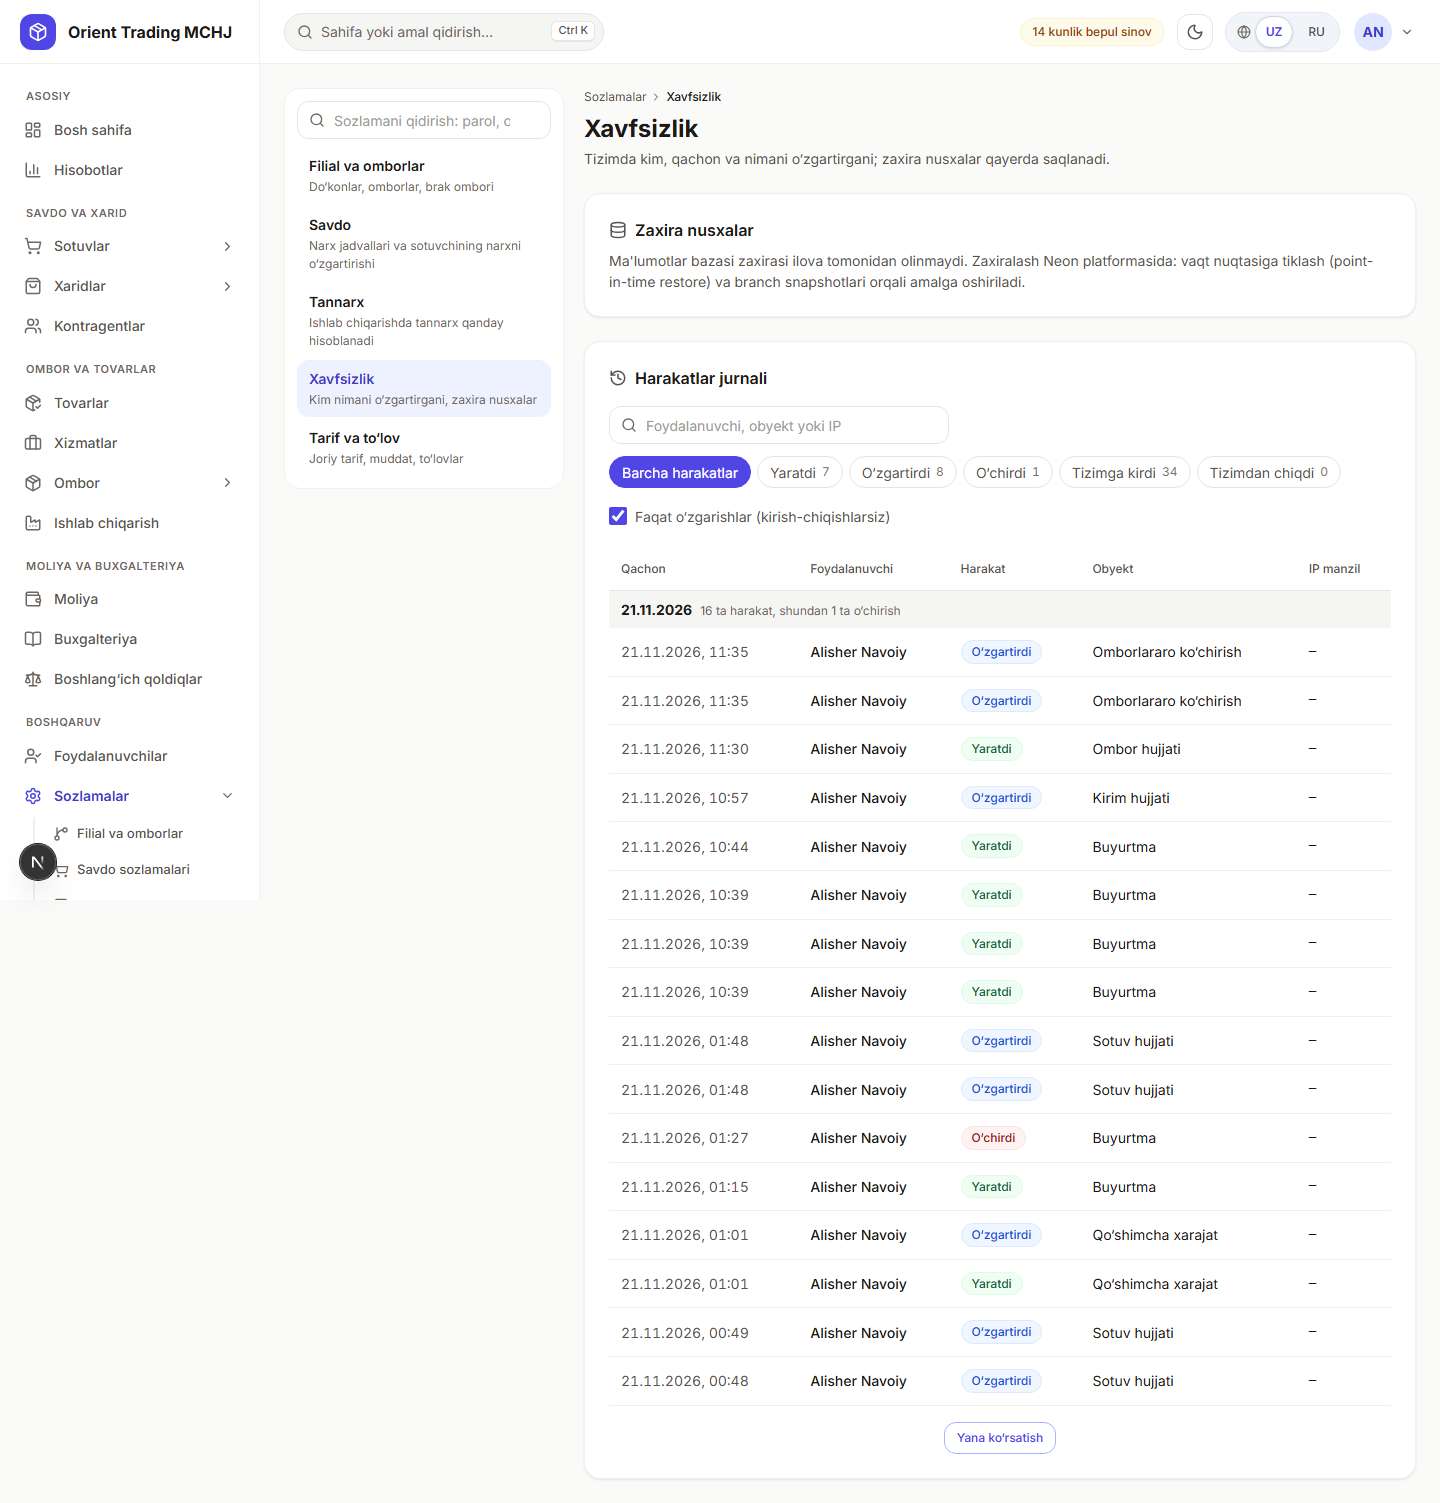 Orient Trading MCHJ
Sahifa yoki amal qidirish...
Ctrl K
14 kunlik bepul sinov
UZ
RU
AN
ASOSIY
Bosh sahifa
Hisobotlar
SAVDO VA XARID
Sotuvlar
Xaridlar
Kontragentlar
OMBOR VA TOVARLAR
Tovarlar
Xizmatlar
Ombor
Ishlab chiqarish
MOLIYA VA BUXGALTERIYA
Moliya
Buxgalteriya
Boshlang‘ich qoldiqlar
BOSHQARUV
Foydalanuvchilar
Sozlamalar
Filial va omborlar
Savdo sozlamalari
N
Sozlamani qidirish: parol, c
Filial va omborlar
Do‘konlar, omborlar, brak ombori
Savdo
Narx jadvallari va sotuvchining narxni
o‘zgartirishi
Tannarx
Ishlab chiqarishda tannarx qanday
hisoblanadi
Xavfsizlik
Kim nimani o‘zgartirgani, zaxira nusxalar
Tarif va to‘lov
Joriy tarif, muddat, to‘lovlar
Sozlamalar > Xavfsizlik
Xavfsizlik
Tizimda kim, qachon va nimani o‘zgartirgani; zaxira nusxalar qayerda saqlanadi.
Zaxira nusxalar
Ma'lumotlar bazasi zaxirasi ilova tomonidan olinmaydi. Zaxiralash Neon platformasida: vaqt nuqtasiga tiklash (point-
in-time restore) va branch snapshotlari orqali amalga oshiriladi.
Harakatlar jurnali
Foydalanuvchi, obyekt yoki IP
Barcha harakatlar
Yaratdi 7
O‘zgartirdi 8
O‘chirdi 1
Tizimga kirdi 34
Tizimdan chiqdi 0
Faqat o‘zgarishlar (kirish-chiqishlarsiz)
Qachon Foydalanuvchi Harakat Obyekt IP manzil
21.11.2026 16 ta harakat, shundan 1 ta o‘chirish
21.11.2026, 11:35 Alisher Navoiy O‘zgartirdi Omborlararo ko‘chirish –
21.11.2026, 11:35 Alisher Navoiy O‘zgartirdi Omborlararo ko‘chirish –
21.11.2026, 11:30 Alisher Navoiy Yaratdi Ombor hujjati –
21.11.2026, 10:57 Alisher Navoiy O‘zgartirdi Kirim hujjati –
21.11.2026, 10:44 Alisher Navoiy Yaratdi Buyurtma –
21.11.2026, 10:39 Alisher Navoiy Yaratdi Buyurtma –
21.11.2026, 10:39 Alisher Navoiy Yaratdi Buyurtma –
21.11.2026, 10:39 Alisher Navoiy Yaratdi Buyurtma –
21.11.2026, 01:48 Alisher Navoiy O‘zgartirdi Sotuv hujjati –
21.11.2026, 01:48 Alisher Navoiy O‘zgartirdi Sotuv hujjati –
21.11.2026, 01:27 Alisher Navoiy O‘chirdi Buyurtma –
21.11.2026, 01:15 Alisher Navoiy Yaratdi Buyurtma –
21.11.2026, 01:01 Alisher Navoiy O‘zgartirdi Qo‘shimcha xarajat –
21.11.2026, 01:01 Alisher Navoiy Yaratdi Qo‘shimcha xarajat –
21.11.2026, 00:49 Alisher Navoiy O‘zgartirdi Sotuv hujjati –
21.11.2026, 00:48 Alisher Navoiy O‘zgartirdi Sotuv hujjati –
Yana ko‘rsatish